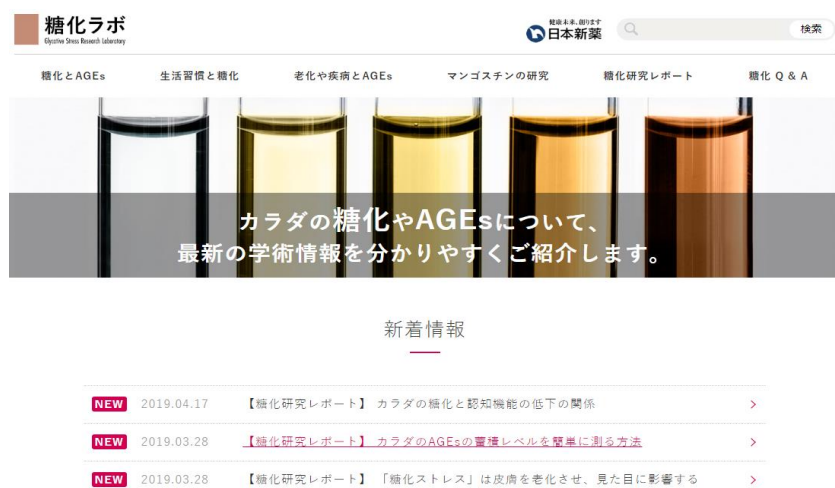 糖化ラボ
Glycative Stress Research Laboratory
健康未来、創ります
日本新薬
検索
糖化とAGEs
生活習慣と糖化
老化や疾病とAGEs
マンゴスチンの研究
糖化研究レポート
糖化 Q & A
カラダの糖化やAGEsについて、
最新の学術情報を分かりやすくご紹介します。
新着情報
NEW 2019.04.17 【糖化研究レポート】 カラダの糖化と認知機能の低下の関係
NEW 2019.03.28 【糖化研究レポート】 カラダのAGEsの蓄積レベルを簡単に測る方法
NEW 2019.03.28 【糖化研究レポート】 「糖化ストレス」は皮膚を老化させ、見た目に影響する